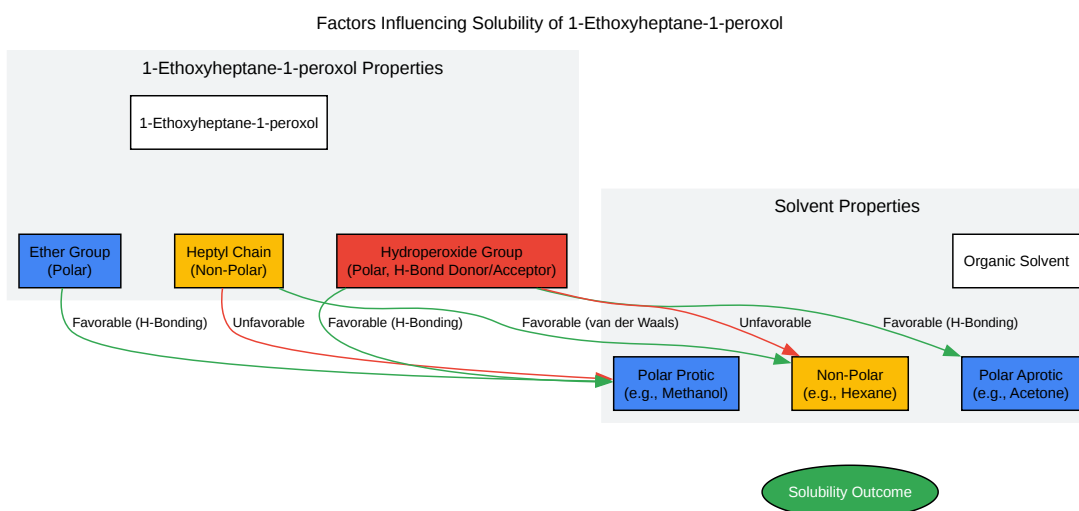 Factors Influencing Solubility of 1-Ethoxyheptane-1-peroxol
1-Ethoxyheptane-1-peroxol Properties
1-Ethoxyheptane-1-peroxol
Solvent Properties
Organic Solvent
Ether Group
(Polar)
Heptyl Chain
(Non-Polar)
Hydroperoxide Group
(Polar, H-Bond Donor/Acceptor)
Favorable (H-Bonding)
Unfavorable
Favorable (H-Bonding)
Favorable (van der Waals)
Unfavorable
Favorable (H-Bonding)
Polar Protic
(e.g., Methanol)
Non-Polar
(e.g., Hexane)
Polar Aprotic
(e.g., Acetone)
Solubility Outcome